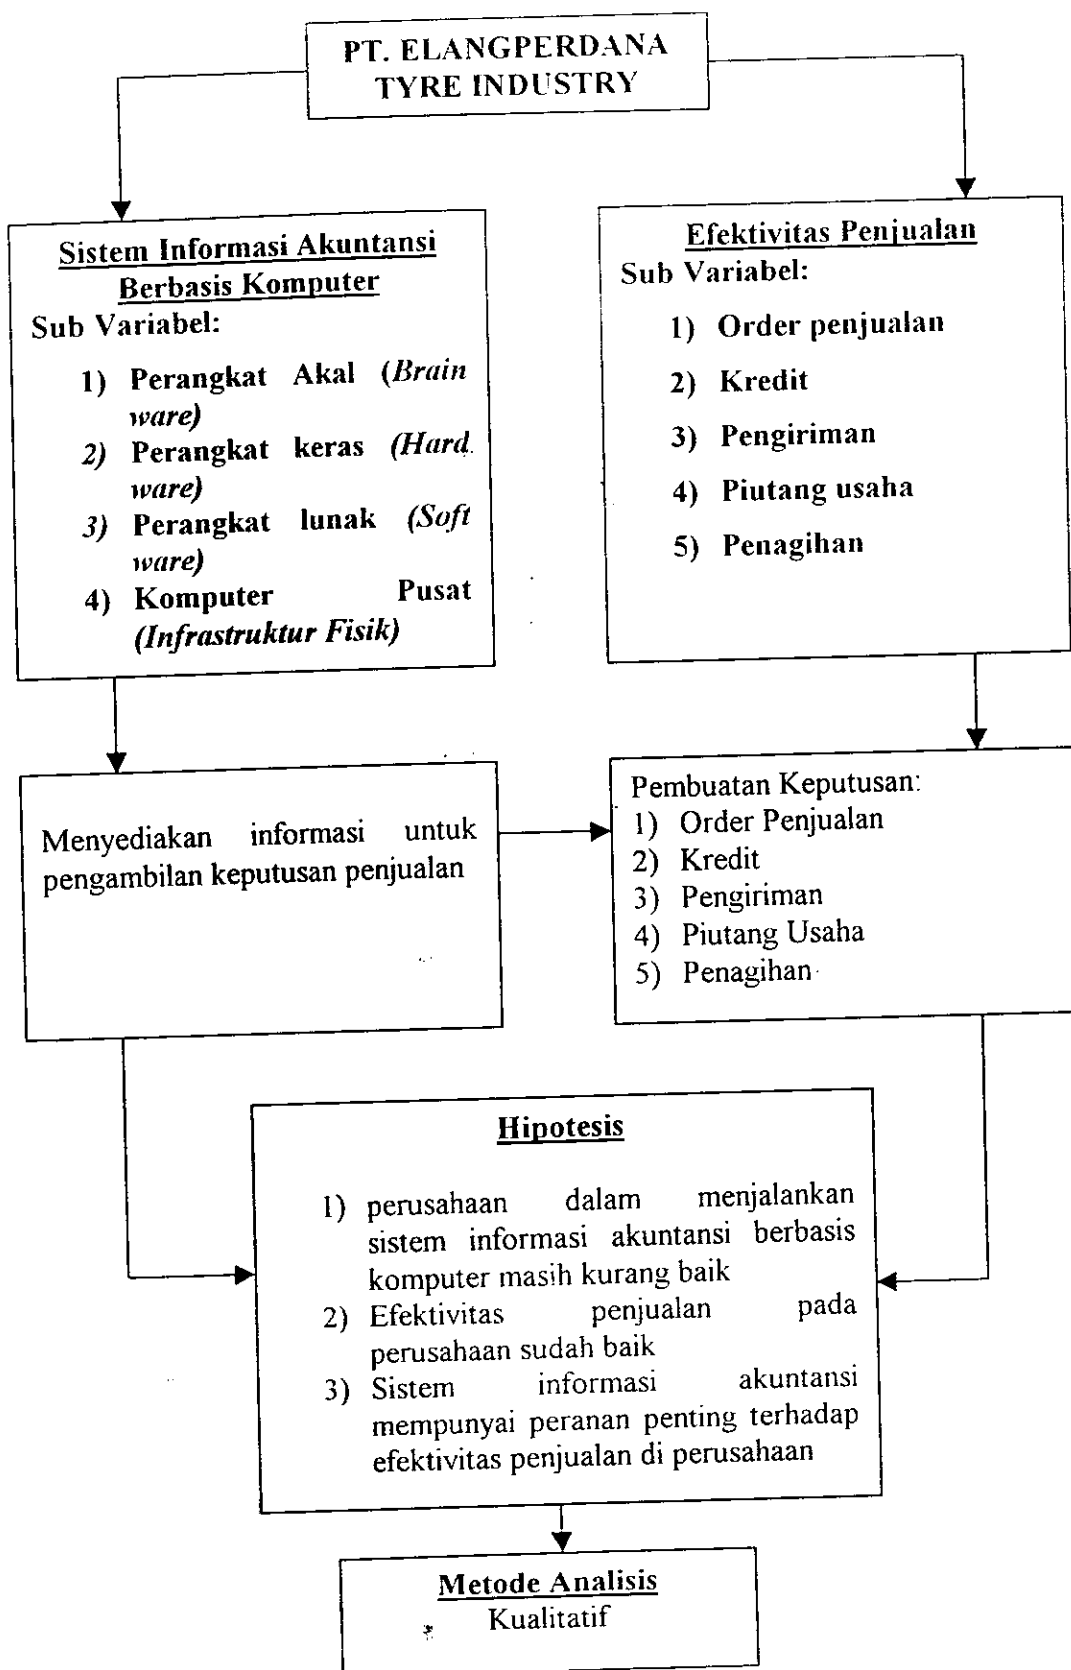 PT. ELANGPERDANA
TYRE INDUSTRY
Sistem Informasi Akuntansi
Berbasis Komputer
Sub Variabel:
1) Perangkat Akal (Brain
ware)
2) Perangkat keras (Hard
ware)
3) Perangkat lunak (Soft
ware)
4) Komputer Pusat
(Infrastruktur Fisik)
Efektivitas Penjualan
Sub Variabel:
1) Order penjualan
2) Kredit
3) Pengiriman
4) Piutang usaha
5) Penagihan
Menyediakan informasi untuk
pengambilan keputusan penjualan
Pembuatan Keputusan:
1) Order Penjualan
2) Kredit
3) Pengiriman
4) Piutang Usaha
5) Penagihan
Hipotesis
1) perusahaan dalam menjalankan
sistem informasi akuntansi berbasis
komputer masih kurang baik
2) Efektivitas penjualan pada
perusahaan sudah baik
3) Sistem informasi akuntansi
mempunyai peranan penting terhadap
efektivitas penjualan di perusahaan
Metode Analisis
Kualitatif